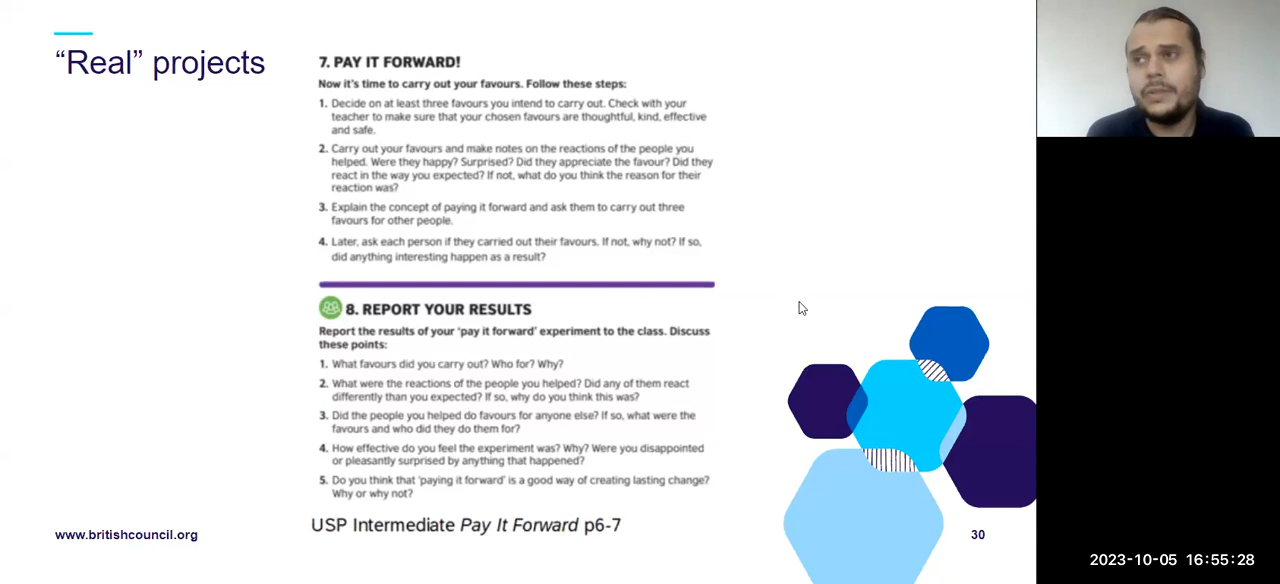 “Real” projects
7. PAY IT FORWARD!
Now it's time to carry out your favours. Follow these steps:
1. Decide on at least three favours you intend to carry out. Check with your
teacher to make sure that your chosen favours are thoughtful, kind, effective
and safe.
2. Carry out your favours and make notes on the reactions of the people you
helped. Were they happy? Surprised? Did they appreciate the favour? Did they
react in the way you expected? If not, what do you think the reason for their
reaction was?
3. Explain the concept of paying it forward and ask them to carry out three
favours for other people.
4. Later, ask each person if they carried out their favours. If not, why not? If so,
did anything interesting happen as a result?
8. REPORT YOUR RESULTS
Report the results of your 'pay it forward' experiment to the class. Discuss
these points:
1. What favours did you carry out? Who for? Why?
2. What were the reactions of the people you helped? Did any of them react
differently than you expected? If so, why do you think this was?
3. Did the people you helped do favours for anyone else? If so, what were the
favours and who did they do them for?
4. How effective do you feel the experiment was? Why? Were you disappointed
or pleasantly surprised by anything that happened?
5. Do you think that 'paying it forward' is a good way of creating lasting change?
Why or why not?
USP Intermediate Pay It Forward p6-7
www.britishcouncil.org
30
2023-10-05 16:55:28